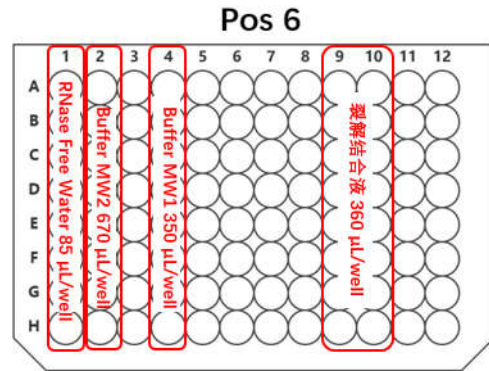 Pos 6
1 2 3 4 5 6 7 8 9 10 11 12
A
B
C
D
E
F
G
H
RNase Free Water 85 μL/well
Buffer MW2 670 μL/well
Buffer MW1 350 μL/well
裂解结合液 360 μL/well